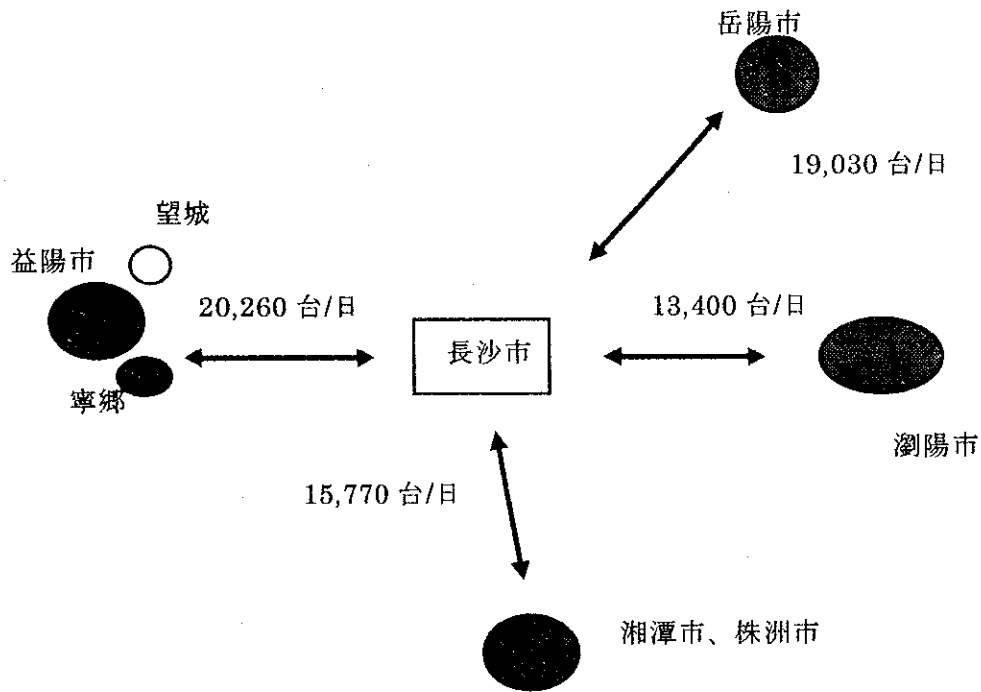 岳陽市
19,030 台/日
望城
益陽市
20,260 台/日
13,400 台/日
長沙市
寧郷
瀏陽市
15,770 台/日
湘潭市、株洲市